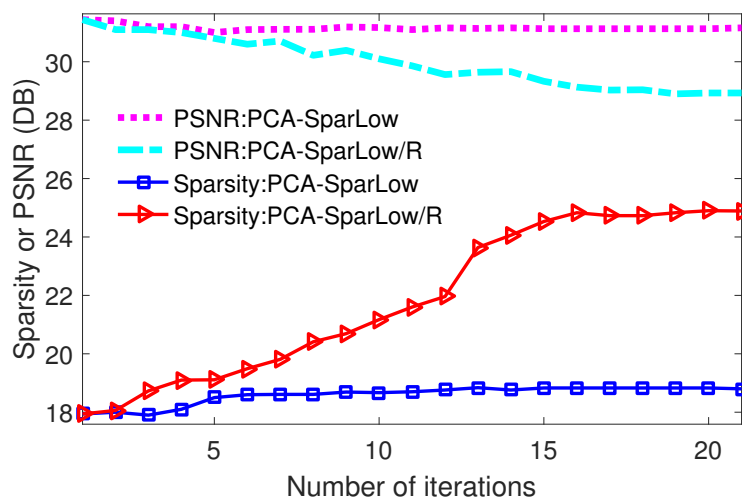 Sparsity or PSNR (DB)
30
28
26
24
22
20
18
PSNR:PCA-SparLow
PSNR:PCA-SparLow/R
Sparsity:PCA-SparLow
Sparsity:PCA-SparLow/R
5
10
15
20
Number of iterations